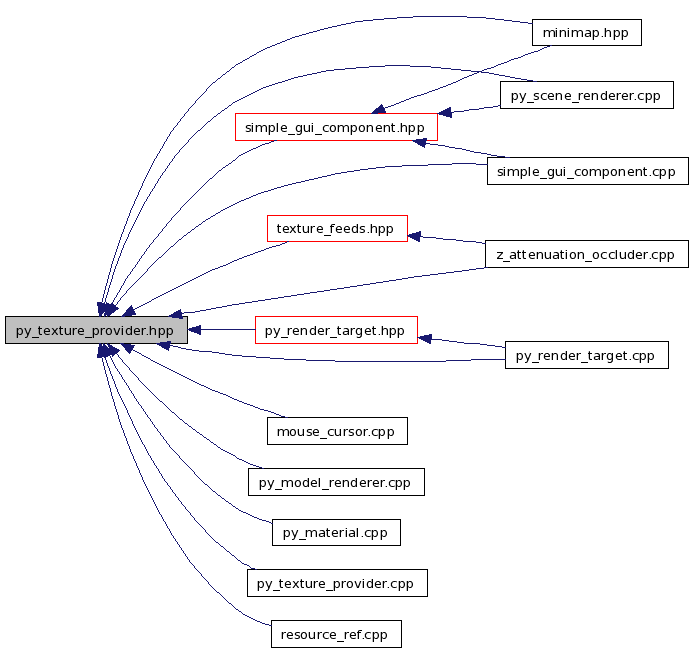 minimap.hpp
py_scene_renderer.cpp
simple_gui_component.hpp
simple_gui_component.cpp
texture_feeds.hpp
z_attenuation_occluder.cpp
py_texture_provider.hpp
py_render_target.hpp
py_render_target.cpp
mouse_cursor.cpp
py_model_renderer.cpp
py_material.cpp
py_texture_provider.cpp
resource_ref.cpp